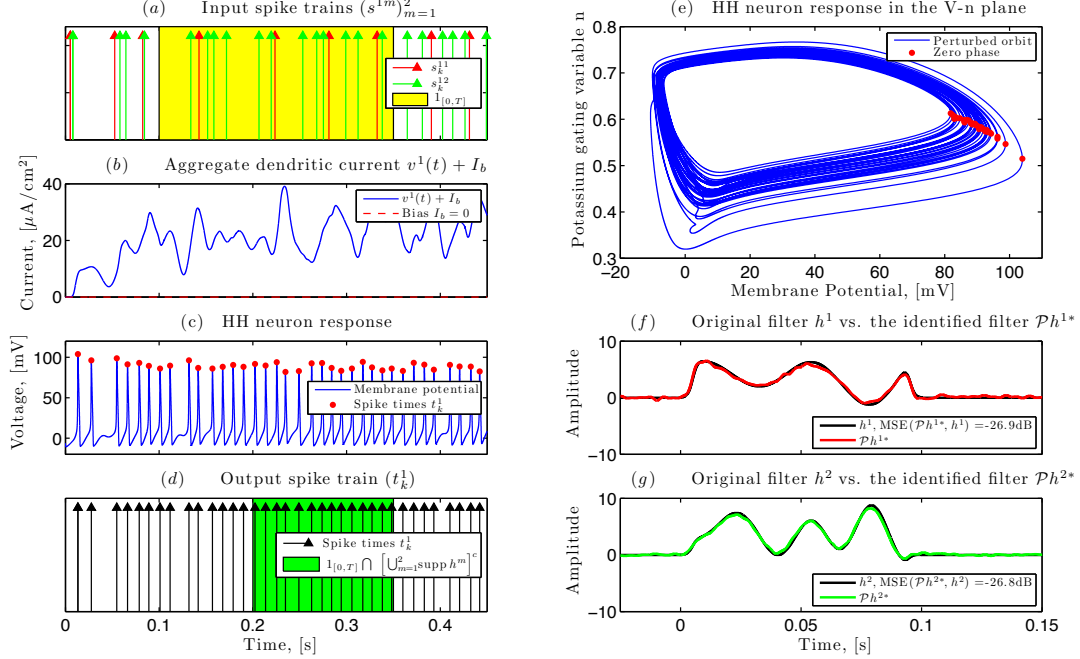 (a) Input spike trains (s^{1m})^2_{m=1}
s^{11}_k
s^{12}_k
1_{[0,T]}
(b) Aggregate dendritic current v^1(t) + I_b
Current, [μA/cm²]
40
20
0
v^1(t) + I_b
Bias I_b = 0
(c) HH neuron response
Voltage, [mV]
100
50
0
Membrane potential
Spike times t^1_k
(d) Output spike train (t^1_k)
Spike times t^1_k
1_{[0,T]} ⋂ [⋃^2_{m=1} supp h^m]^c
0 0.1 0.2 0.3 0.4
Time, [s]
(e) HH neuron response in the V-n plane
Potassium gating variable n
0.8
0.7
0.6
0.5
0.4
0.3
Perturbed orbit
Zero phase
−20 0 20 40 60 80 100
Membrane Potential, [mV]
(f) Original filter h^1 vs. the identified filter 𝒫h^{1*}
Amplitude
10
0
−10
h^1, MSE(𝒫h^{1*}, h^1) =-26.9dB
𝒫h^{1*}
(g) Original filter h^2 vs. the identified filter 𝒫h^{2*}
Amplitude
10
0
−10
h^2, MSE(𝒫h^{2*}, h^2) =-26.8dB
𝒫h^{2*}
0 0.05 0.1 0.15
Time, [s]